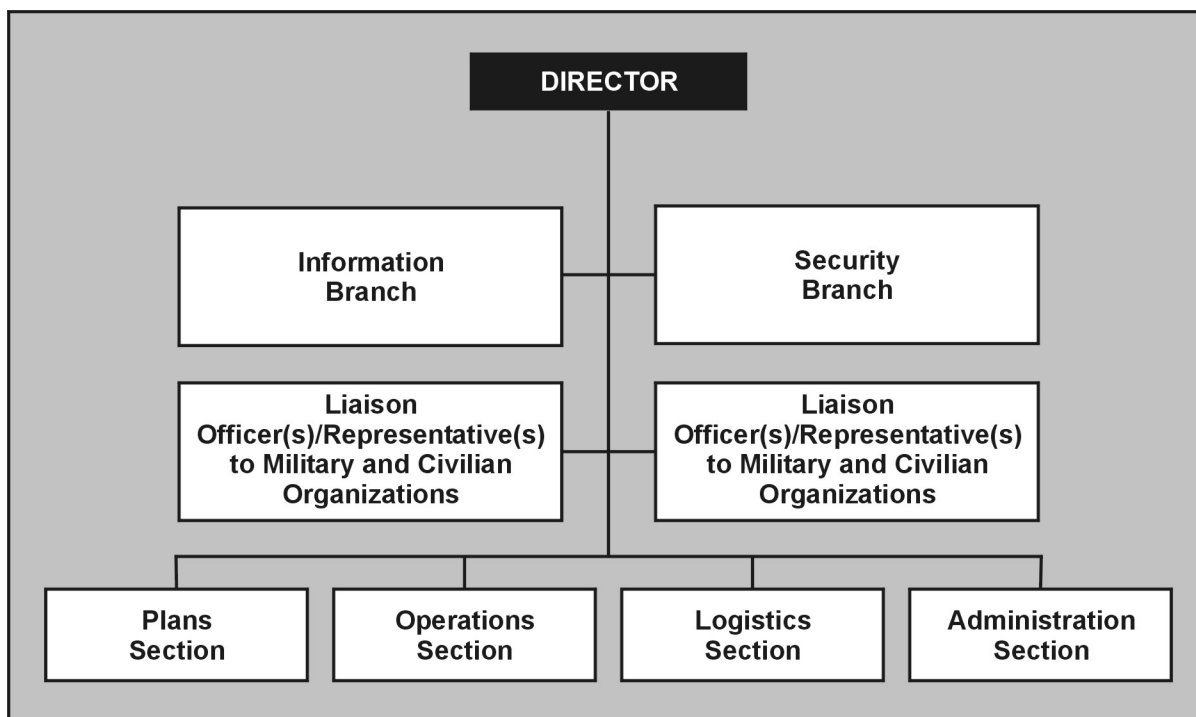 DIRECTOR
Information
Branch
Security
Branch
Liaison
Officer(s)/Representative(s)
to Military and Civilian
Organizations
Liaison
Officer(s)/Representative(s)
to Military and Civilian
Organizations
Plans
Section
Operations
Section
Logistics
Section
Administration
Section